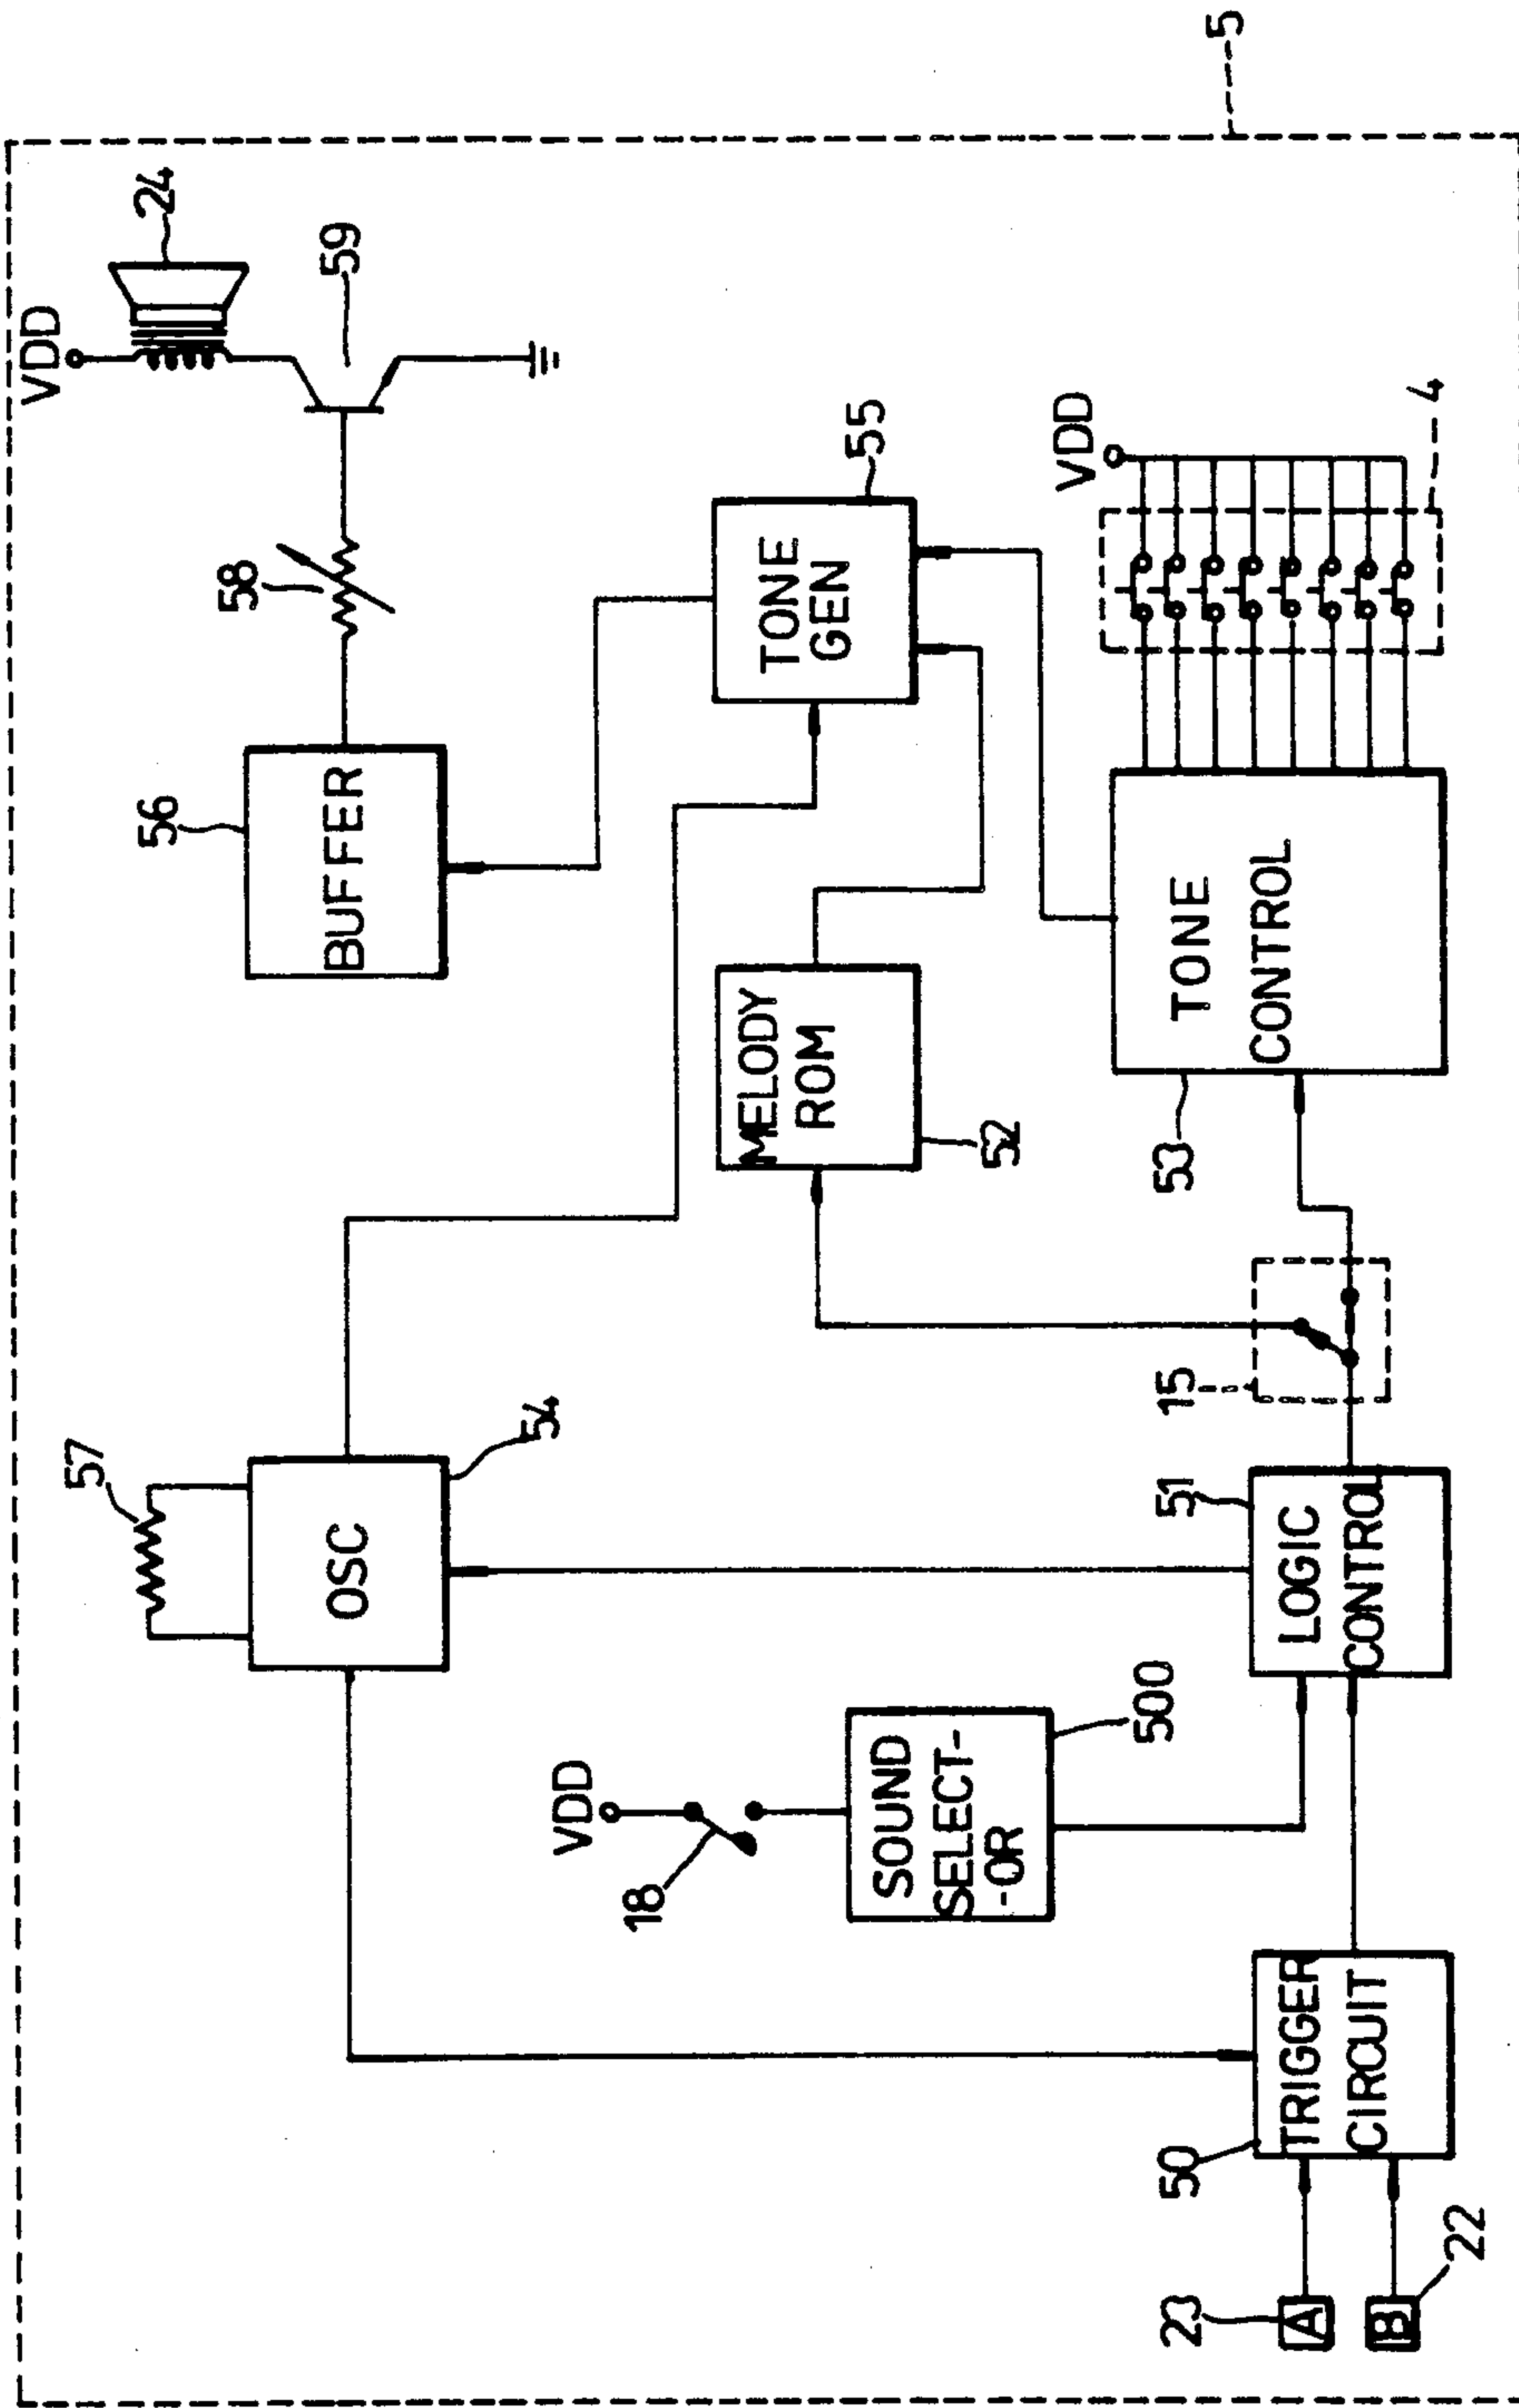 57
VDD
24
56
BUFFER
58
59
OSC
54
VDD
18
SOUND
SELECT-
-OR
500
MELODY
ROM
52
TONE
GEN
55
VDD
4
5
23
A
B
22
50
TRIGGER
CIRCUIT
51
LOGIC
CONTROL
15
53
TONE
CONTROL